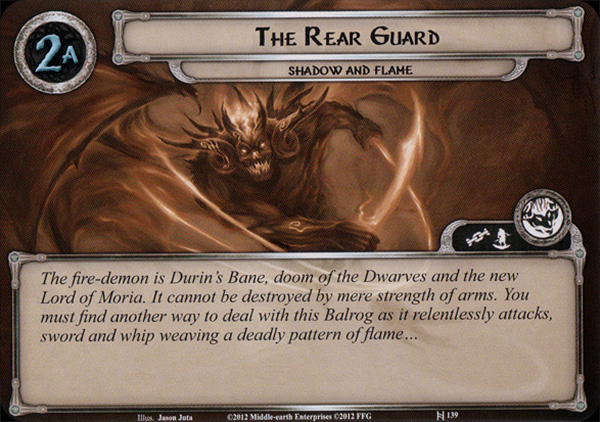 2A
THE REAR GUARD
SHADOW AND FLAME
The fire-demon is Durin's Bane, doom of the Dwarves and the new
Lord of Moria. It cannot be destroyed by mere strength of arms. You
must find another way to deal with this Balrog as it relentlessly attacks,
sword and whip weaving a deadly pattern of flame…
Illus. Jason Juta ©2012 Middle-earth Enterprises ©2012 FFG 139